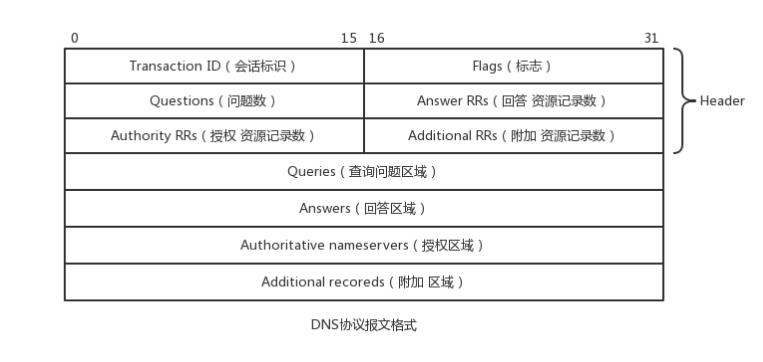 0 15 16 31
Transaction ID（会话标识） Flags（标志）
Questions（问题数） Answer RRs（回答 资源记录数）
Header
Authority RRs（授权 资源记录数） Additional RRs（附加 资源记录数）
Queries（查询问题区域）
Answers（回答区域）
Authoritative nameservers（授权区域）
Additional recoreds（附加 区域）
DNS协议报文格式